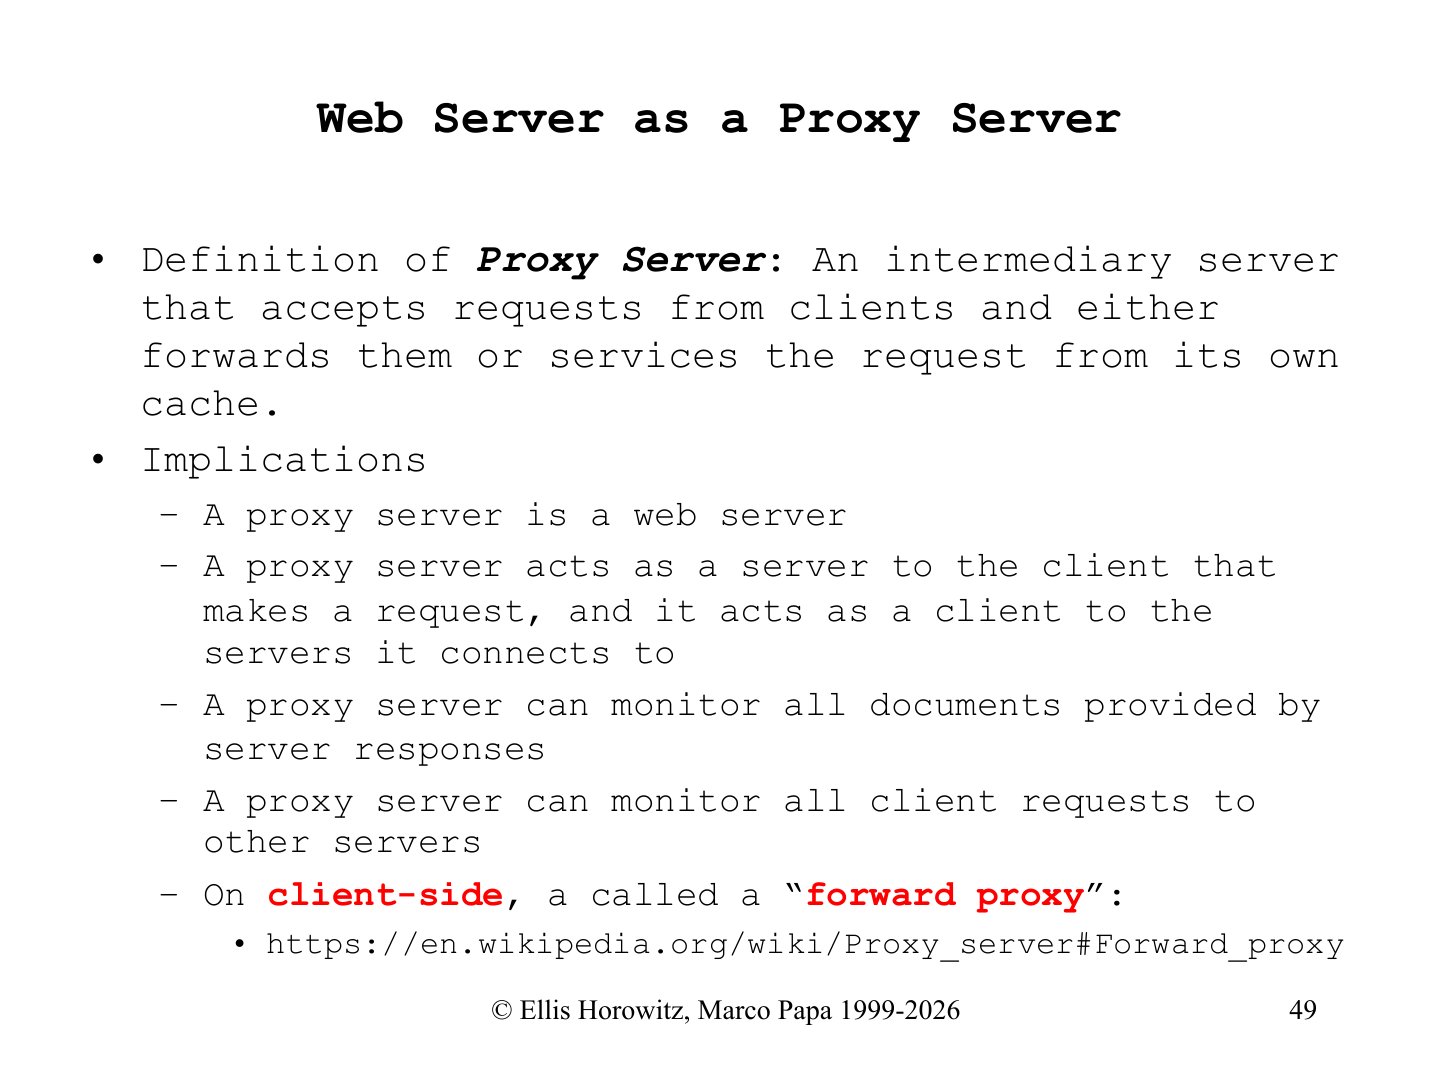 Web Server as a Proxy Server
• Definition of Proxy Server: An intermediary server
that accepts requests from clients and either
forwards them or services the request from its own
cache.
• Implications
– A proxy server is a web server
– A proxy server acts as a server to the client that
makes a request, and it acts as a client to the
servers it connects to
– A proxy server can monitor all documents provided by
server responses
– A proxy server can monitor all client requests to
other servers
– On client-side, a called a “forward proxy”:
• https://en.wikipedia.org/wiki/Proxy_server#Forward_proxy
© Ellis Horowitz, Marco Papa 1999-2026
49